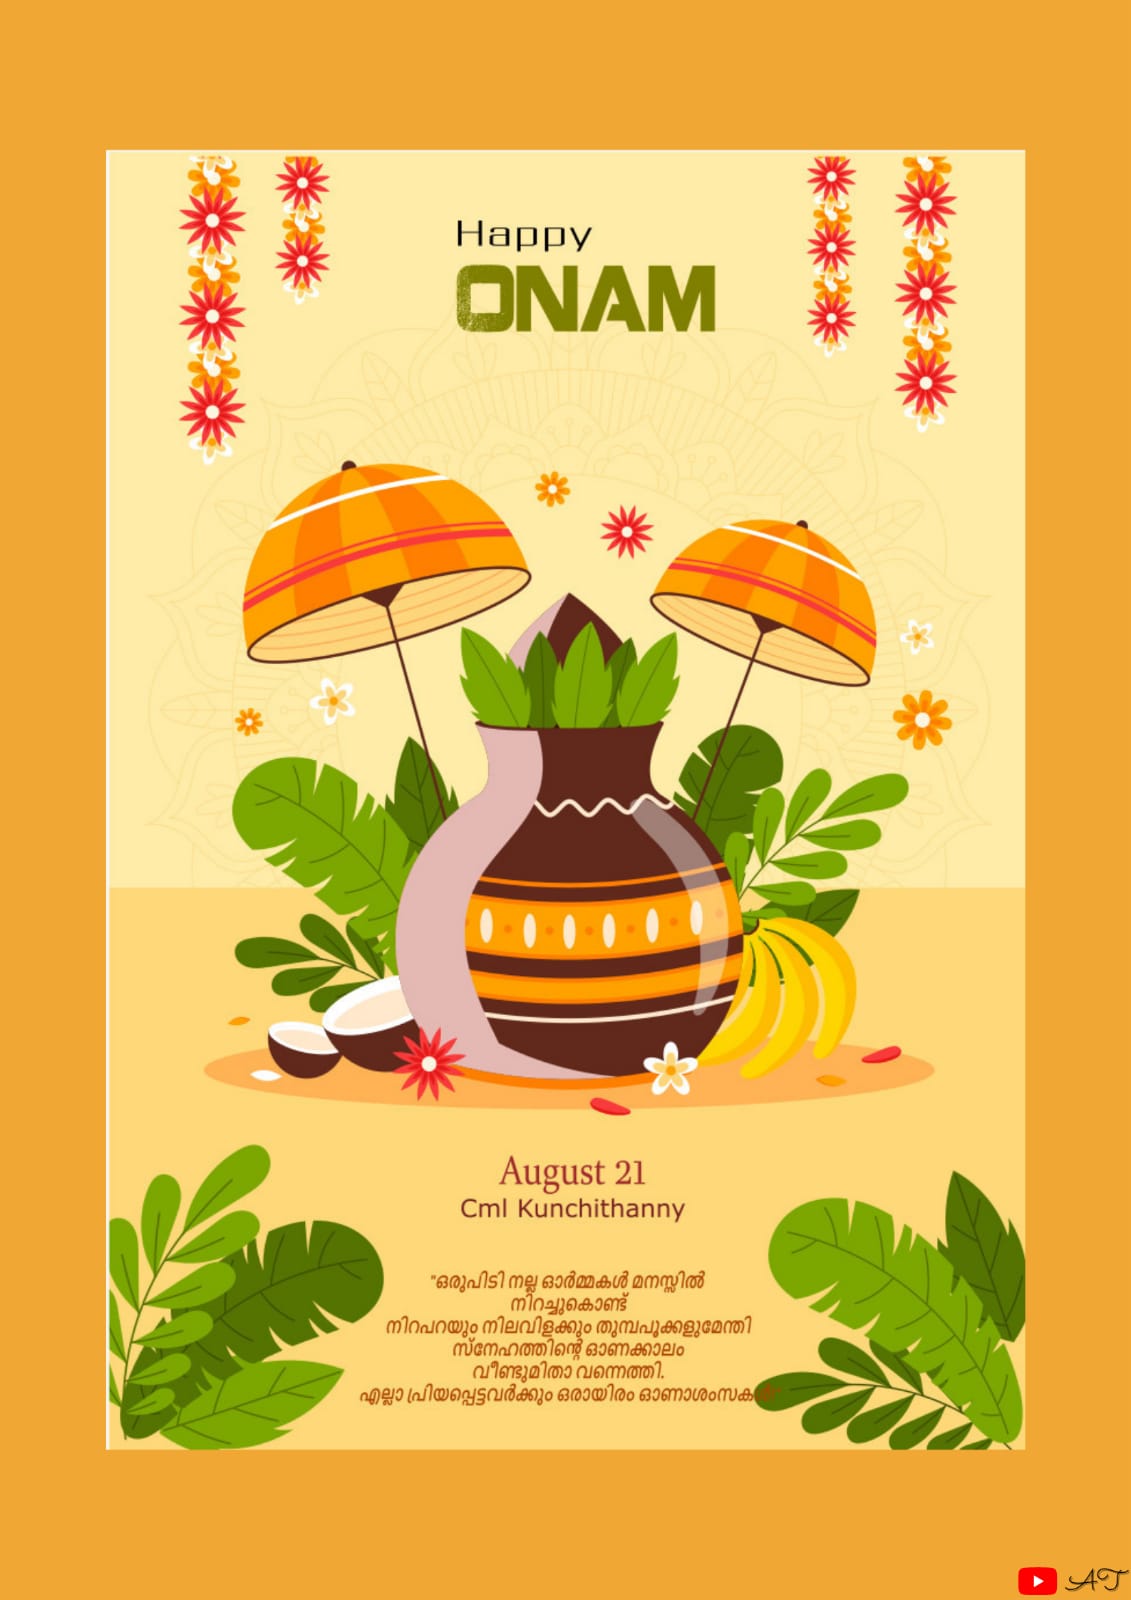 Happy
ONAM
August 21
Cml Kunchithanny
"ഒരുപിടി നല്ല ഓർമ്മകൾ മനസ്സിൽ
നിറച്ചുകൊണ്ട്
നിറപറയും നിലവിളക്കും തുമ്പപൂക്കളുമേന്തി
സ്നേഹത്തിന്റെ ഓണക്കാലം
വീണ്ടുമിതാ വന്നെത്തി.
എല്ലാ പ്രിയപ്പെട്ടവർക്കും ഒരായിരം ഓണാശംസകൾ"
AT